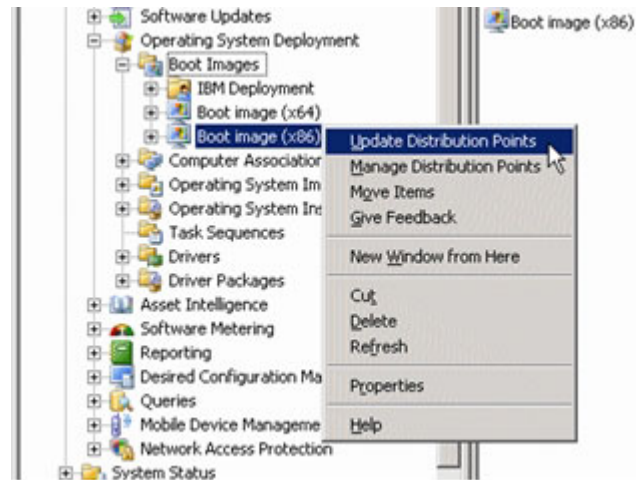 Software Updates
Operating System Deployment
Boot Images
IBM Deployment
Boot image (x64)
Boot image (x86)
Computer Association
Operating System Im
Operating System Ins
Task Sequences
Drivers
Driver Packages
Asset Intelligence
Software Metering
Reporting
Desired Configuration Ma
Queries
Mobile Device Manageme
Network Access Protection
System Status
Update Distribution Points
Manage Distribution Points
Move Items
Give Feedback
New Window from Here
Cut
Delete
Refresh
Properties
Help
Boot image (x86)